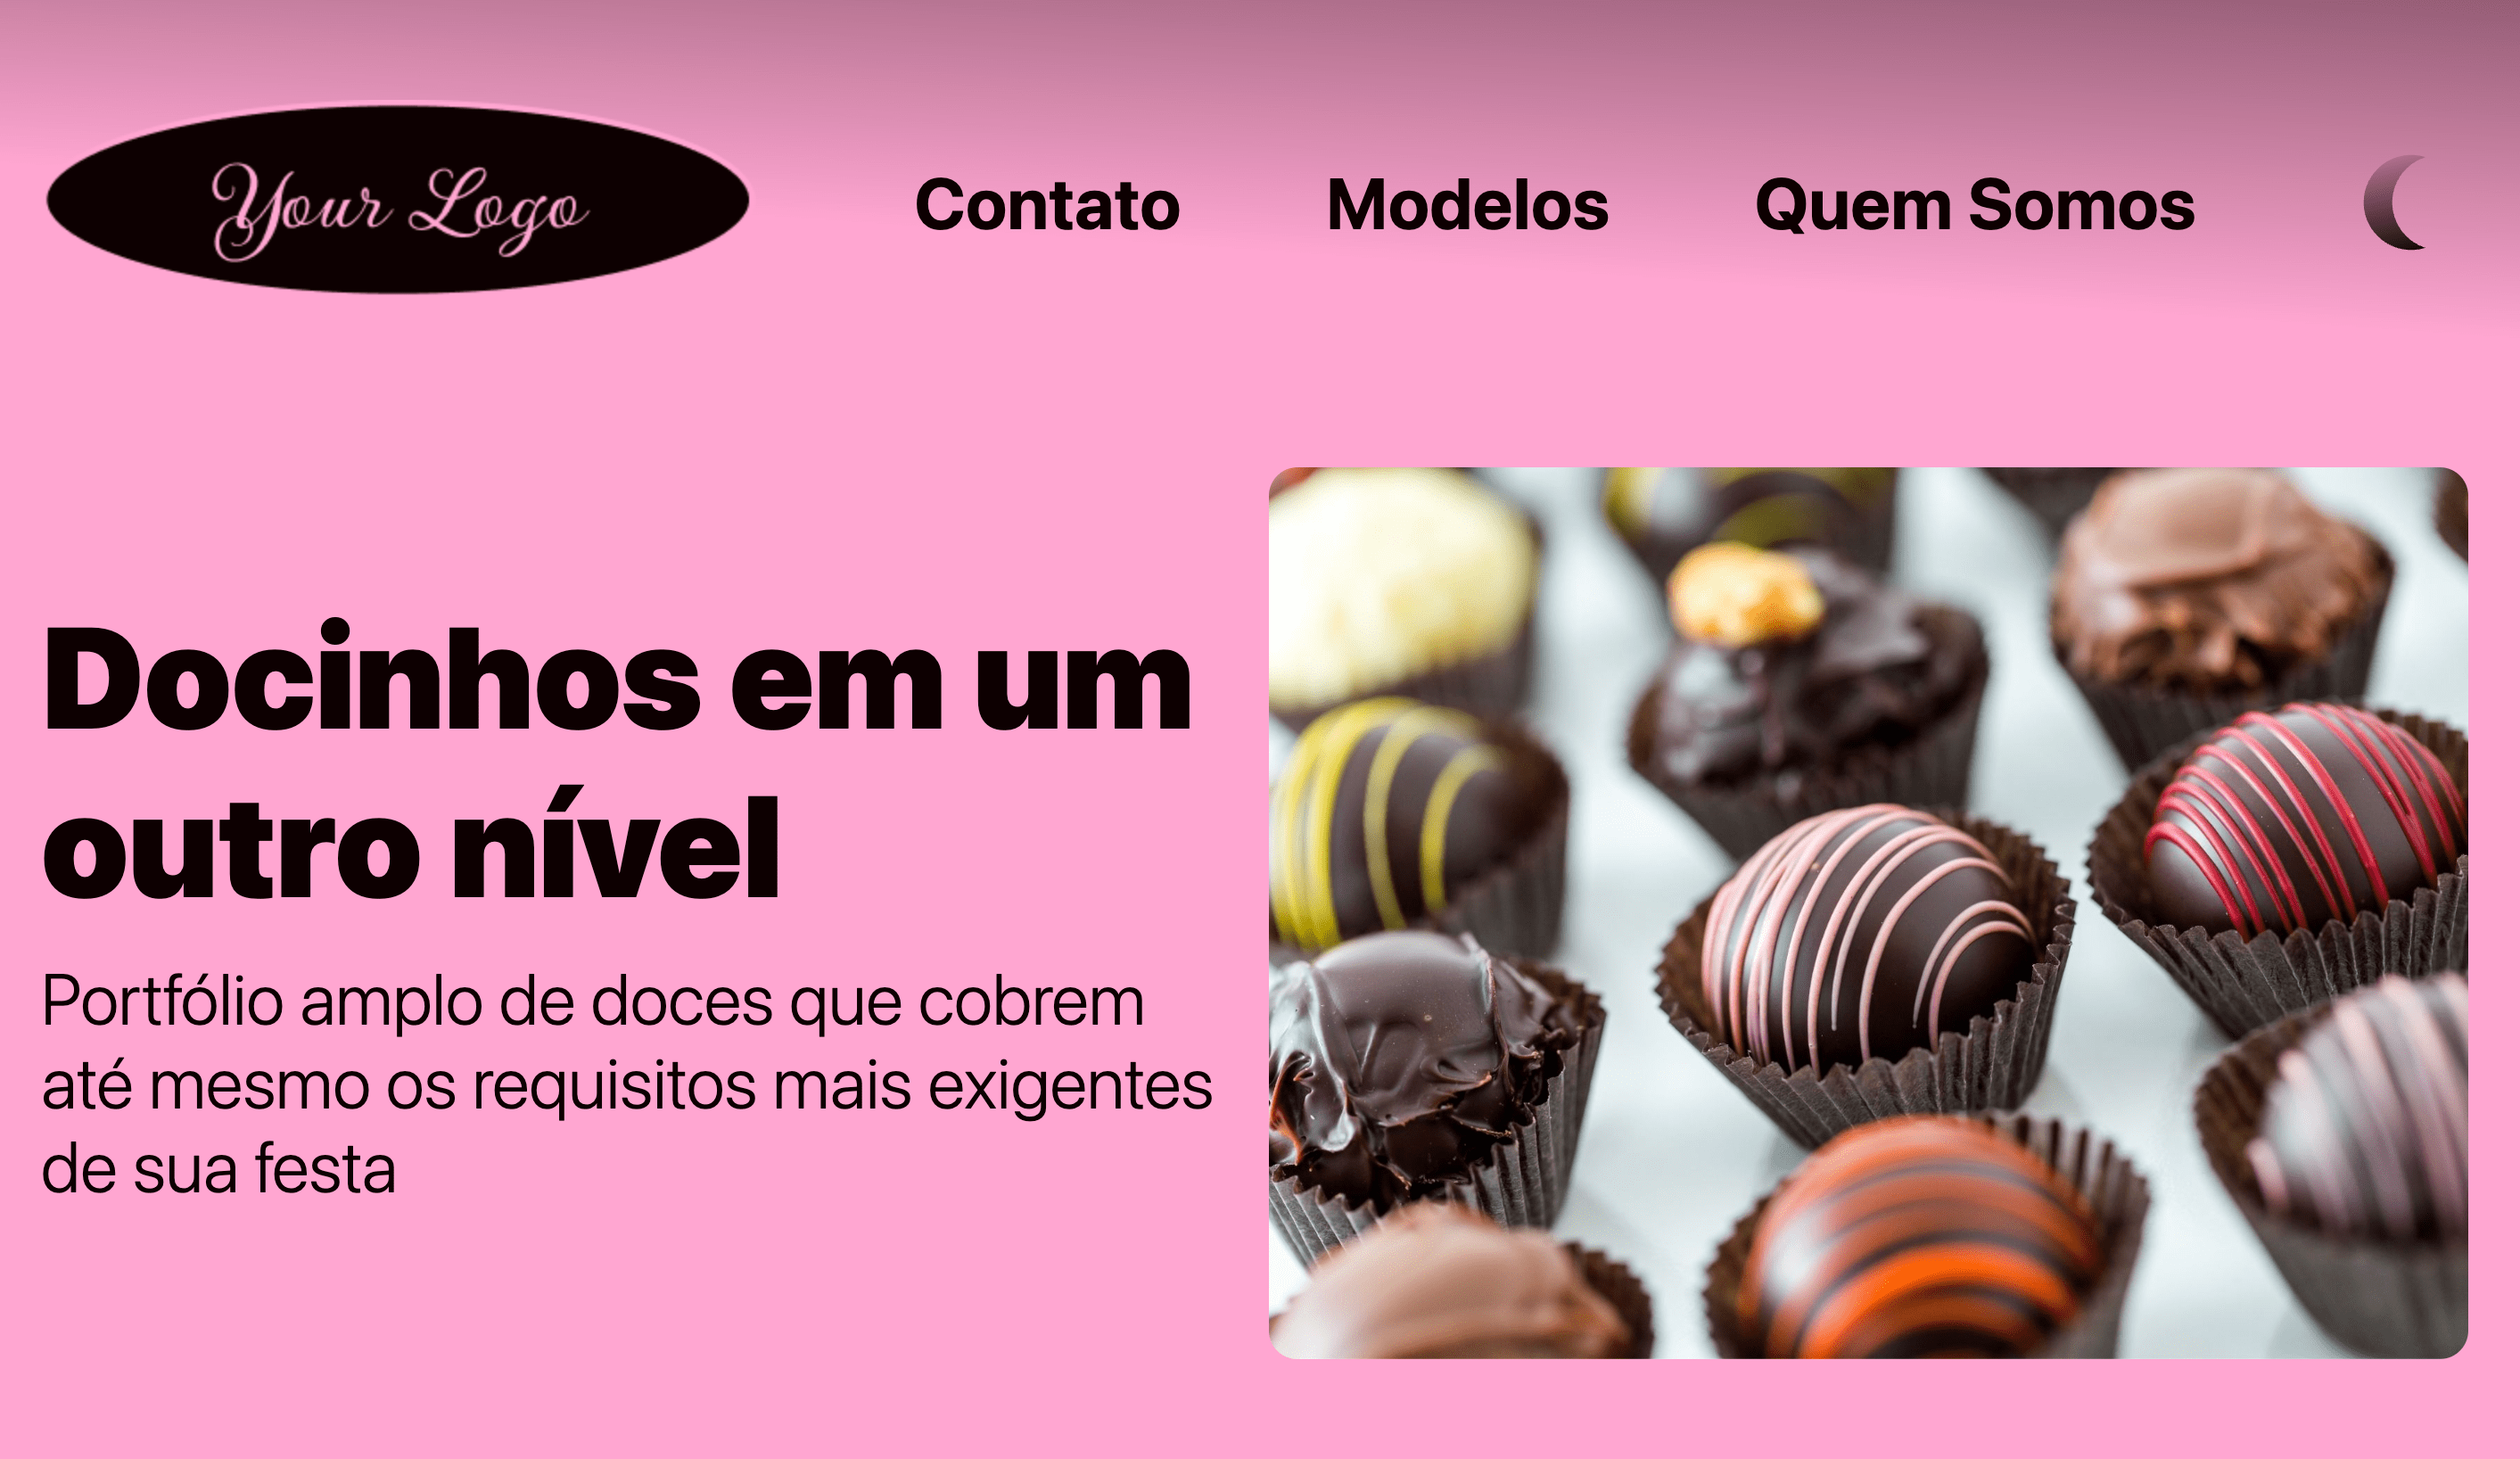 Your Logo
Contato
Modelos
Quem Somos
Docinhos em um
outro nível
Portfólio amplo de doces que cobrem
até mesmo os requisitos mais exigentes
de sua festa